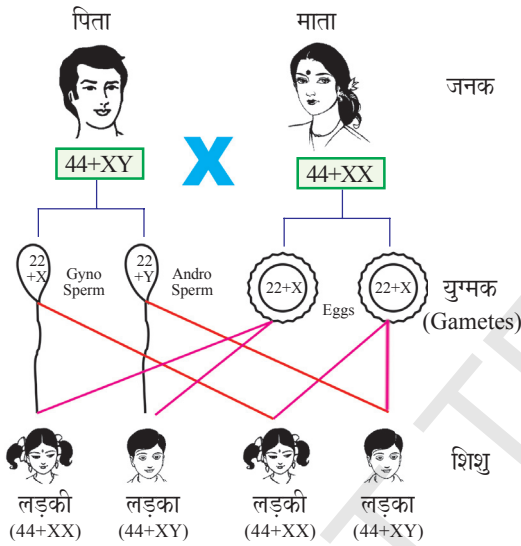 पिता माता
जनक
44+XY X 44+XX
22
+X
Gyno
Sperm
22
+Y
Andro
Sperm
22+X
Eggs
22+X
युग्मक
(Gametes)
शिशु
लड़की लड़का लड़की लड़का
(44+XX) (44+XY) (44+XX) (44+XY)